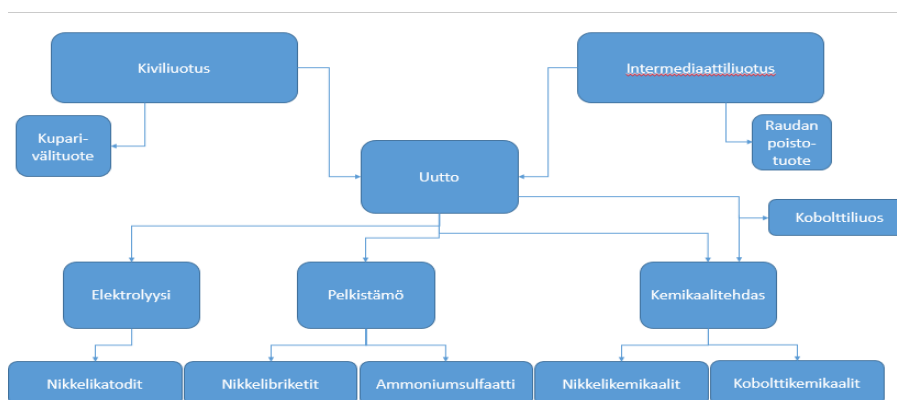 Kiviliuotus
Intermediaattiliuotus
Kupari-
välituote
Raudan
poisto-
tuote
Uutto
Kobolttiliuos
Elektrolyysi
Pelkistämö
Kemikaalitehdas
Nikkelikatodit
Nikkelibriketit
Ammoniumsulfaatti
Nikkelikemikaalit
Kobolttikemikaalit